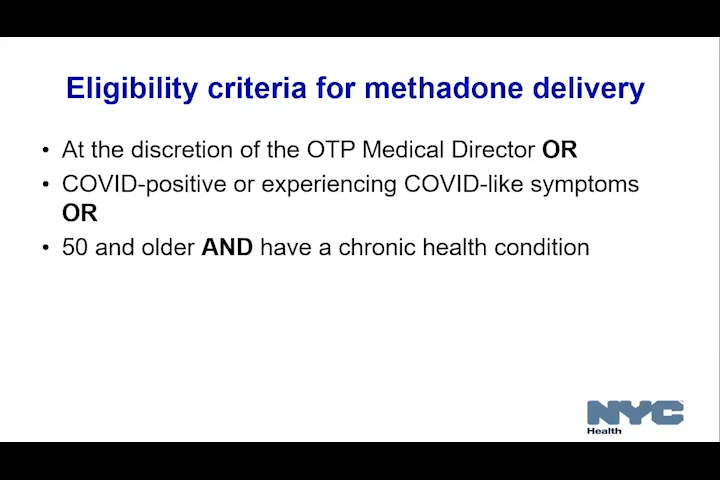 Eligibility criteria for methadone delivery
• At the discretion of the OTP Medical Director OR
• COVID-positive or experiencing COVID-like symptoms
OR
• 50 and older AND have a chronic health condition
NYC
Health